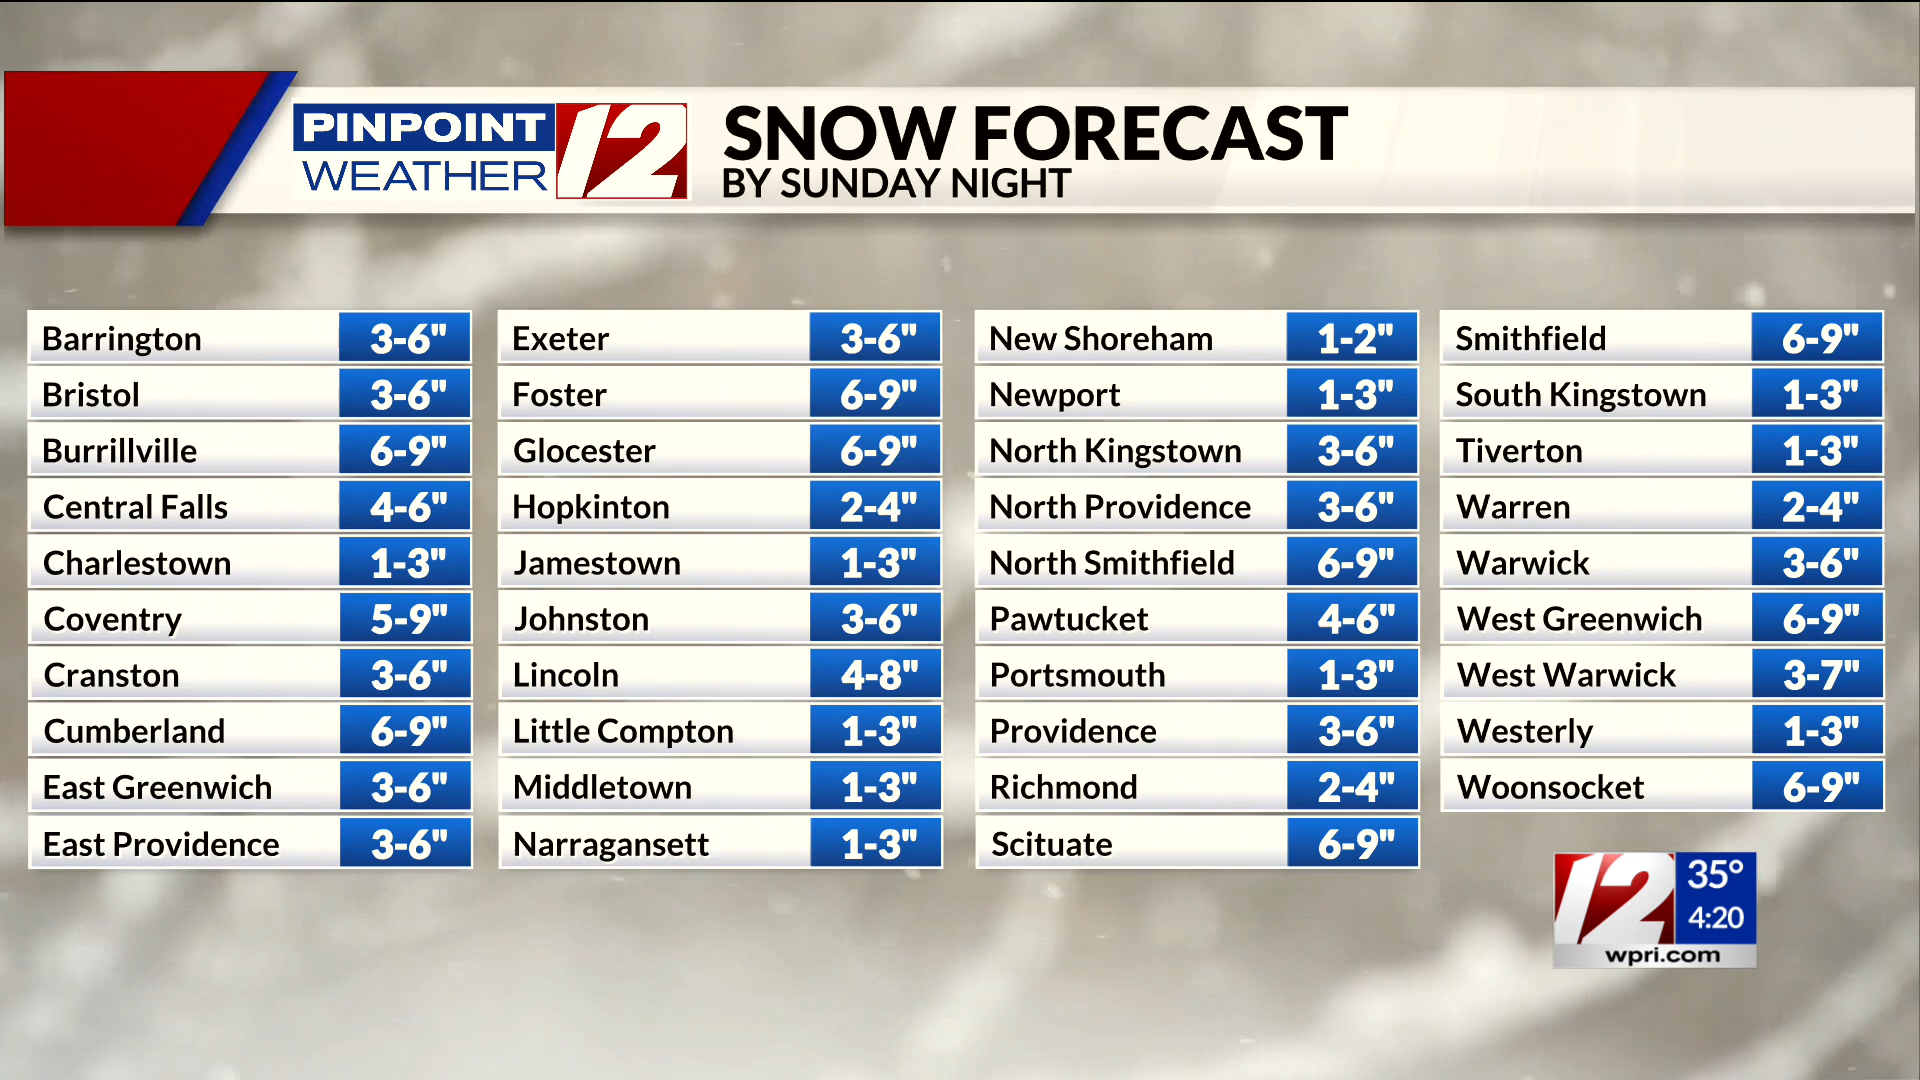 PINPOINT
WEATHER
12
SNOW FORECAST
BY SUNDAY NIGHT
Barrington 3-6"
Bristol 3-6"
Burrillville 6-9"
Central Falls 4-6"
Charlestown 1-3"
Coventry 5-9"
Cranston 3-6"
Cumberland 6-9"
East Greenwich 3-6"
East Providence 3-6"
Exeter 3-6"
Foster 6-9"
Glocester 6-9"
Hopkinton 2-4"
Jamestown 1-3"
Johnston 3-6"
Lincoln 4-8"
Little Compton 1-3"
Middletown 1-3"
Narragansett 1-3"
New Shoreham 1-2"
Newport 1-3"
North Kingstown 3-6"
North Providence 3-6"
North Smithfield 6-9"
Pawtucket 4-6"
Portsmouth 1-3"
Providence 3-6"
Richmond 2-4"
Scituate 6-9"
Smithfield 6-9"
South Kingstown 1-3"
Tiverton 1-3"
Warren 2-4"
Warwick 3-6"
West Greenwich 6-9"
West Warwick 3-7"
Westerly 1-3"
Woonsocket 6-9"
12
35°
4:20
wpri.com